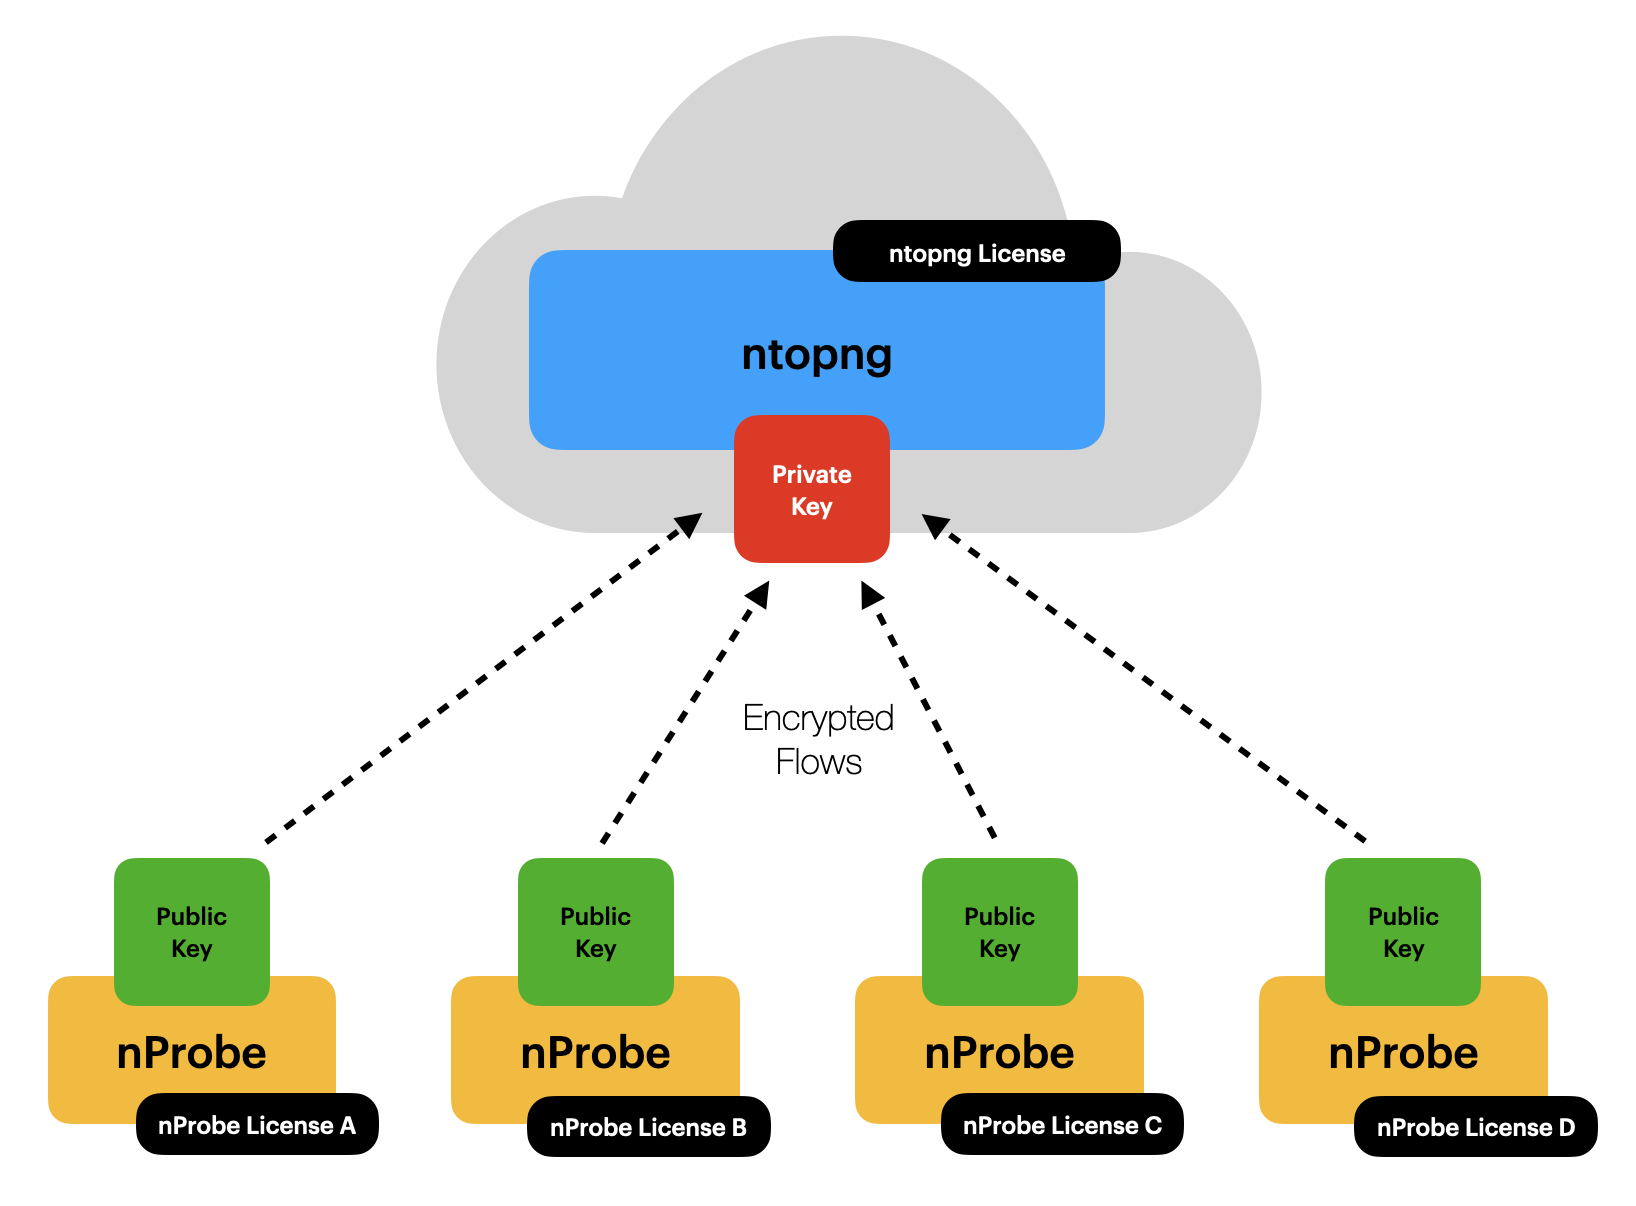 ntopng License
ntopng
Private
Key
Encrypted
Flows
Public
Key
Public
Key
Public
Key
Public
Key
nProbe
nProbe
nProbe
nProbe
nProbe License A
nProbe License B
nProbe License C
nProbe License D